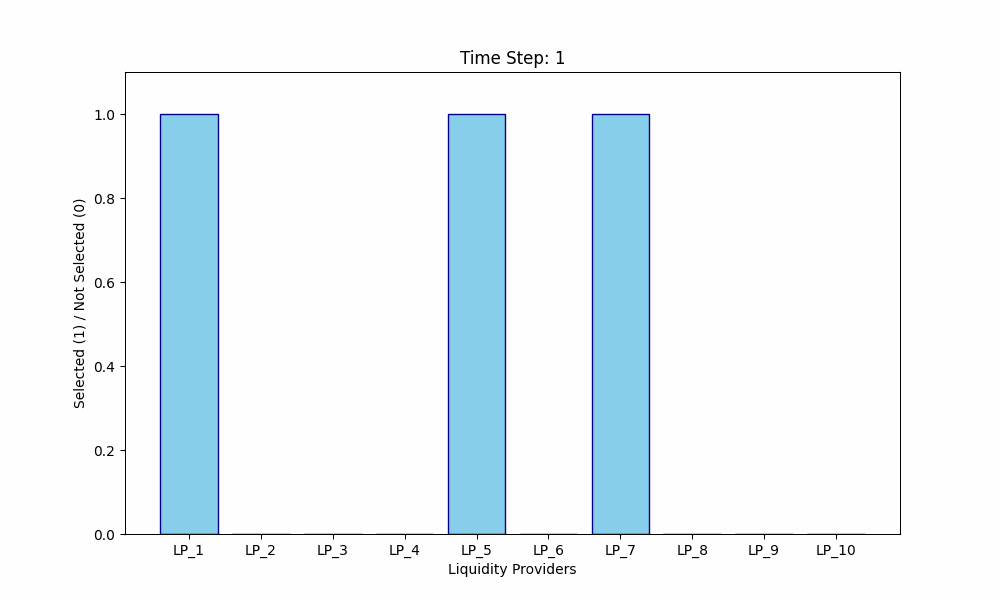 Time Step: 1
Selected (1) / Not Selected (0)
1.0
0.8
0.6
0.4
0.2
0.0
LP_1 LP_2 LP_3 LP_4 LP_5 LP_6 LP_7 LP_8 LP_9 LP_10
Liquidity Providers